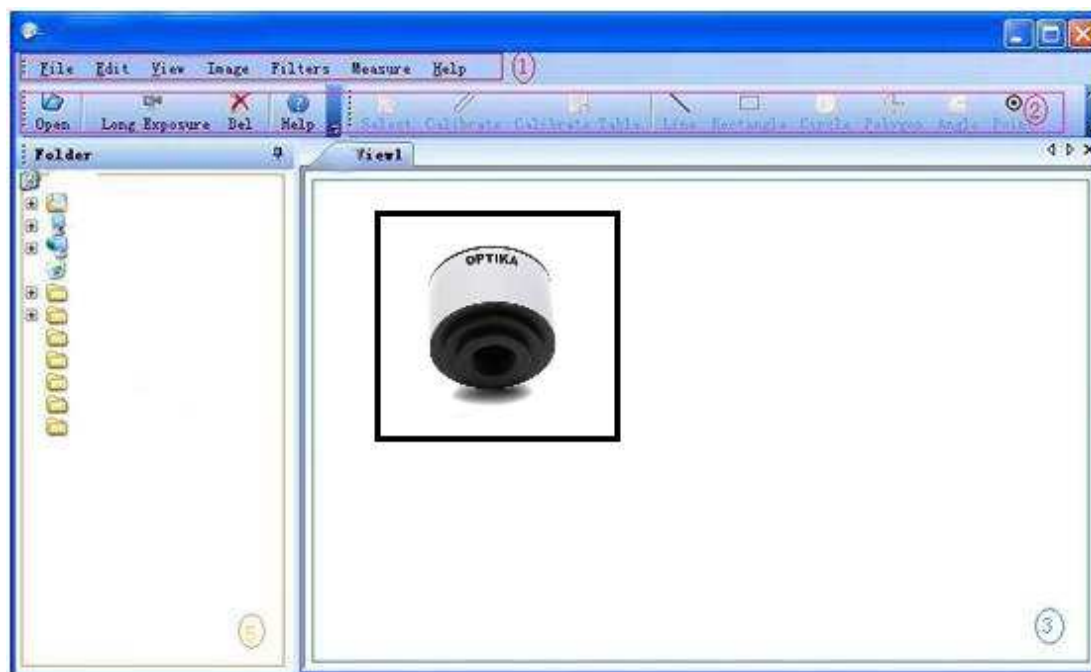 File Edit View Image Filters Measure Help ①
Open Long Exposure Del Help Select Calibrate Calibrate Table Line Rectangle Circle Polygon Angle Point ②
Folder View1
OPTIKA
5 ③